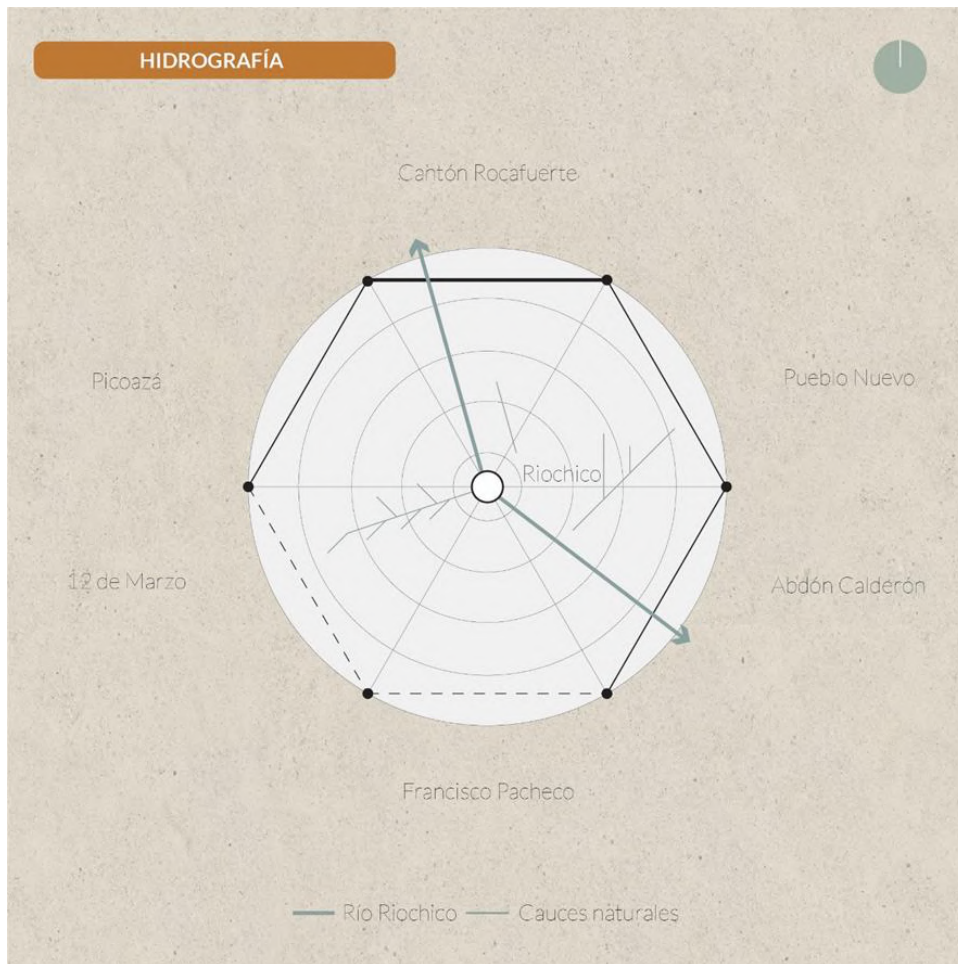 HIDROGRAFÍA
Cantón Rocafuerte
Picoazá
Pueblo Nuevo
Riochico
12 de Marzo
Abdón Calderón
Francisco Pacheco
Río Riochico
Cauces naturales